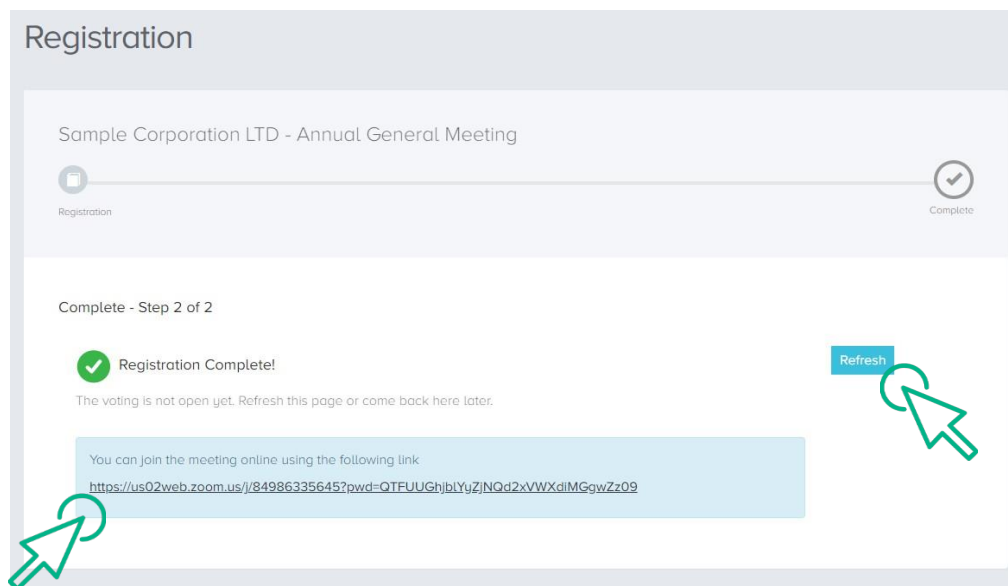 Registration
Sample Corporation LTD - Annual General Meeting
Registration
Complete
Complete - Step 2 of 2
Registration Complete!
Refresh
The voting is not open yet. Refresh this page or come back here later.
You can join the meeting online using the following link
https://us02web.zoom.us/j/84986335645?pwd=QTFUUGhjblYyZjNQd2xVWXdiMGgwZz09